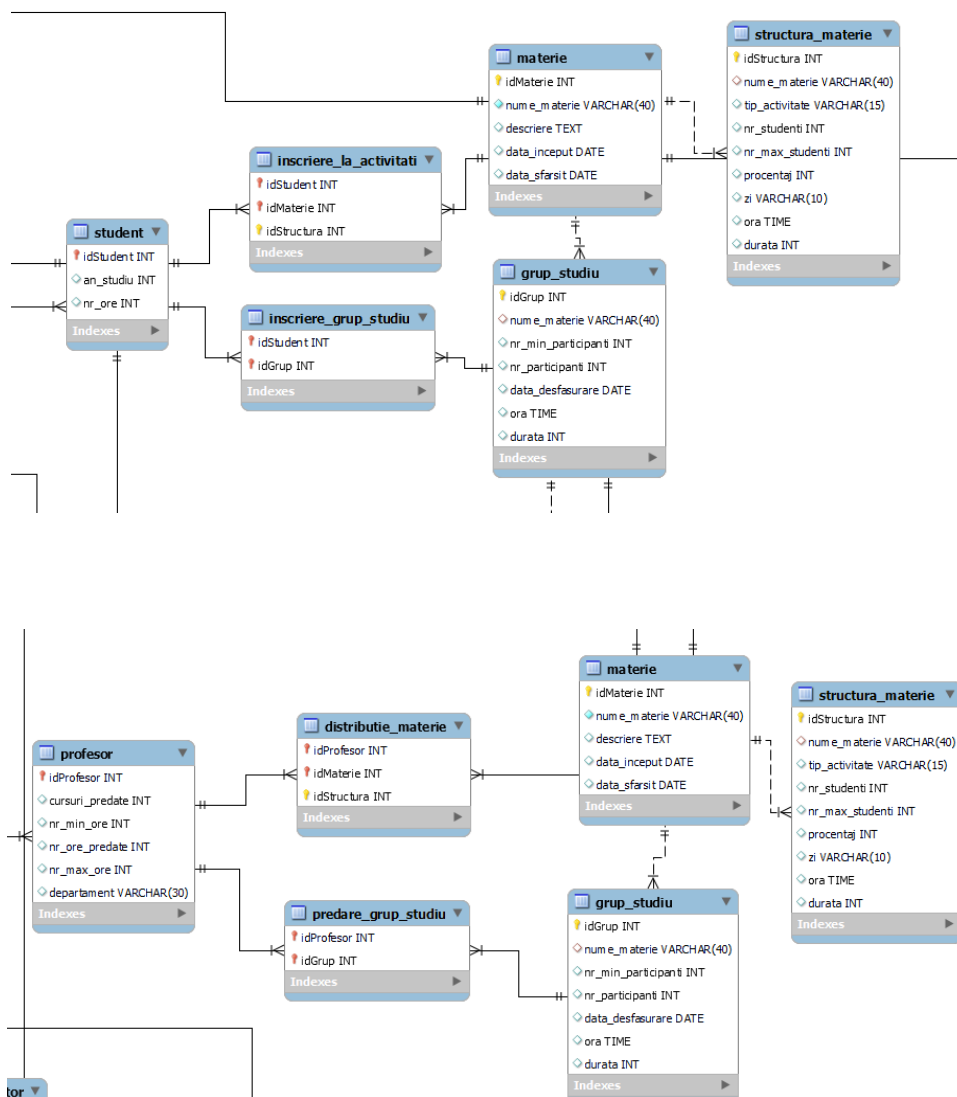 structura_materie
idStructura INT
nume_materie VARCHAR(40)
tip_activitate VARCHAR(15)
nr_studenti INT
nr_max_studenti INT
procentaj INT
zi VARCHAR(10)
ora TIME
durata INT
Indexes
materie
idMaterie INT
nume_materie VARCHAR(40)
descriere TEXT
data_inceput DATE
data_sfarsit DATE
Indexes
inscriere_la_activitati
idStudent INT
idMaterie INT
idStructura INT
Indexes
student
idStudent INT
an_studiu INT
nr_ore INT
Indexes
grup_studiu
idGrup INT
nume_materie VARCHAR(40)
nr_min_participanti INT
nr_participanti INT
data_desfasurare DATE
ora TIME
durata INT
Indexes
inscriere_grup_studiu
idStudent INT
idGrup INT
Indexes
materie
idMaterie INT
nume_materie VARCHAR(40)
descriere TEXT
data_inceput DATE
data_sfarsit DATE
Indexes
structura_materie
idStructura INT
nume_materie VARCHAR(40)
tip_activitate VARCHAR(15)
nr_studenti INT
nr_max_studenti INT
procentaj INT
zi VARCHAR(10)
ora TIME
durata INT
Indexes
distributie_materie
idProfesor INT
idMaterie INT
idStructura INT
Indexes
profesor
idProfesor INT
cursuri_predate INT
nr_min_ore INT
nr_ore_predate INT
nr_max_ore INT
departament VARCHAR(30)
Indexes
predare_grup_studiu
idProfesor INT
idGrup INT
Indexes
grup_studiu
idGrup INT
nume_materie VARCHAR(40)
nr_min_participanti INT
nr_participanti INT
data_desfasurare DATE
ora TIME
durata INT
Indexes
tor